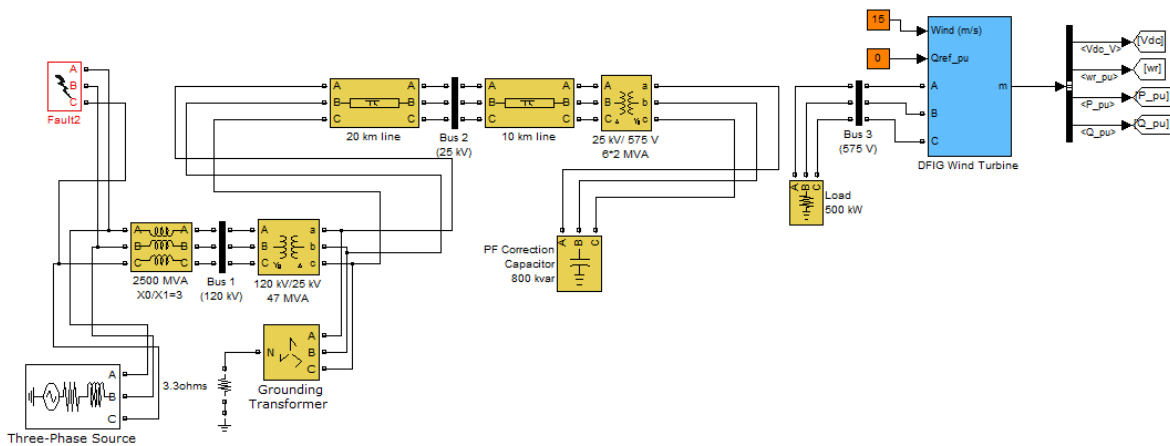 A
B
C
Fault2
A
B
C
A
B
C
20 km line
Bus 2
(25 kV)
A
B
C
A
B
C
10 km line
A
B
C
a
b
c
Δ
Yg
25 kV/ 575 V
6*2 MVA
15
0
Wind (m/s)
Qref_pu
A
B
C
m
DFIG Wind Turbine
<Vdc_V>
<wr_pu>
<P_pu>
<Q_pu>
[Vdc]
[wr]
[P_pu]
[Q_pu]
Bus 3
(575 V)
A B C
Load
500 kW
A
B
C
A
B
C
2500 MVA
X0/X1=3
Bus 1
(120 kV)
A
B
C
a
b
c
Yg
Δ
120 kV/25 kV
47 MVA
A B C
PF Correction
Capacitor
800 kvar
N
A
B
C
3.3ohms
Grounding
Transformer
A
B
C
Three-Phase Source